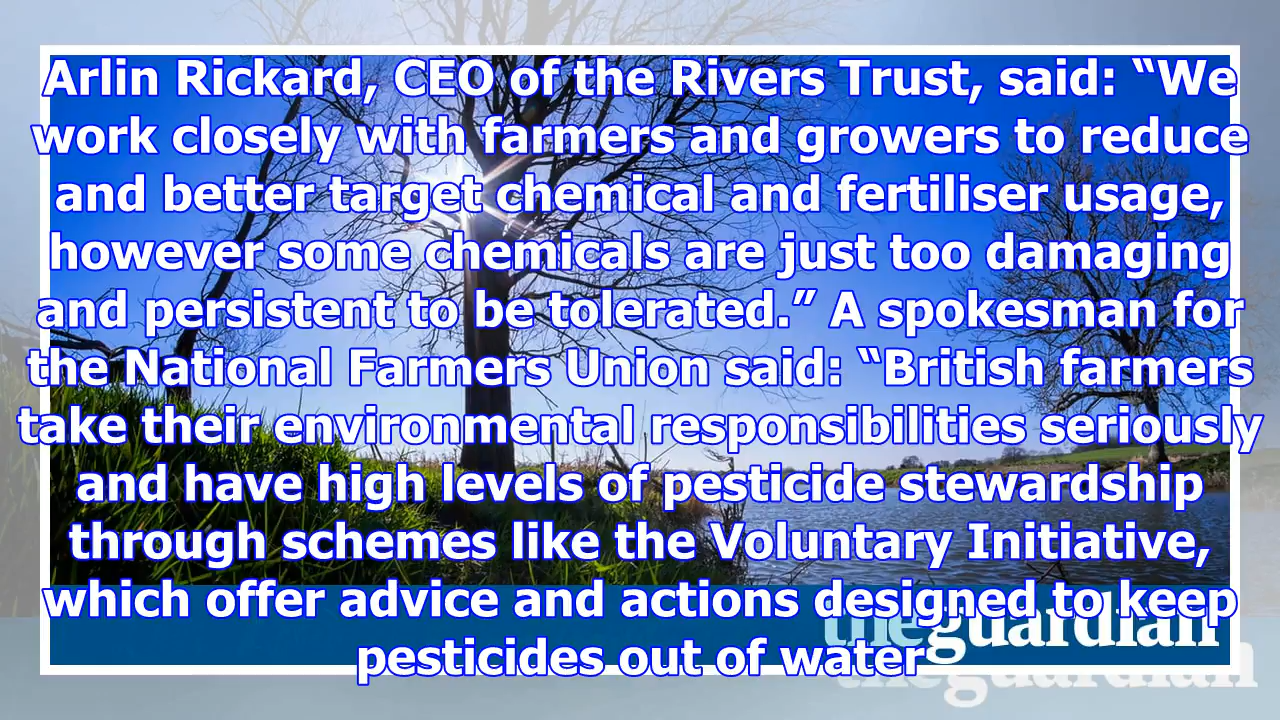 Arlin Rickard, CEO of the Rivers Trust, said: “We
work closely with farmers and growers to reduce
and better target chemical and fertiliser usage,
however some chemicals are just too damaging
and persistent to be tolerated.” A spokesman for
the National Farmers Union said: “British farmers
take their environmental responsibilities seriously
and have high levels of pesticide stewardship
through schemes like the Voluntary Initiative,
which offer advice and actions designed to keep
pesticides out of water
theguardian
theguardian